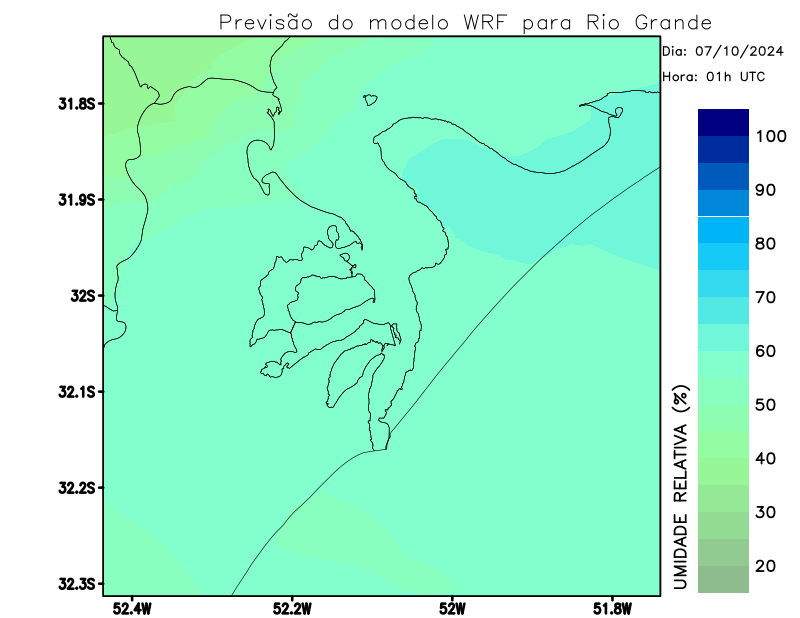 Previsão do modelo WRF para Rio Grande
Dia: 07/10/2024
Hora: 01h UTC
31.8S
31.9S
32S
32.1S
32.2S
32.3S
52.4W
52.2W
52W
51.8W
100
90
80
70
60
50
40
30
20
UMIDADE RELATIVA (%)